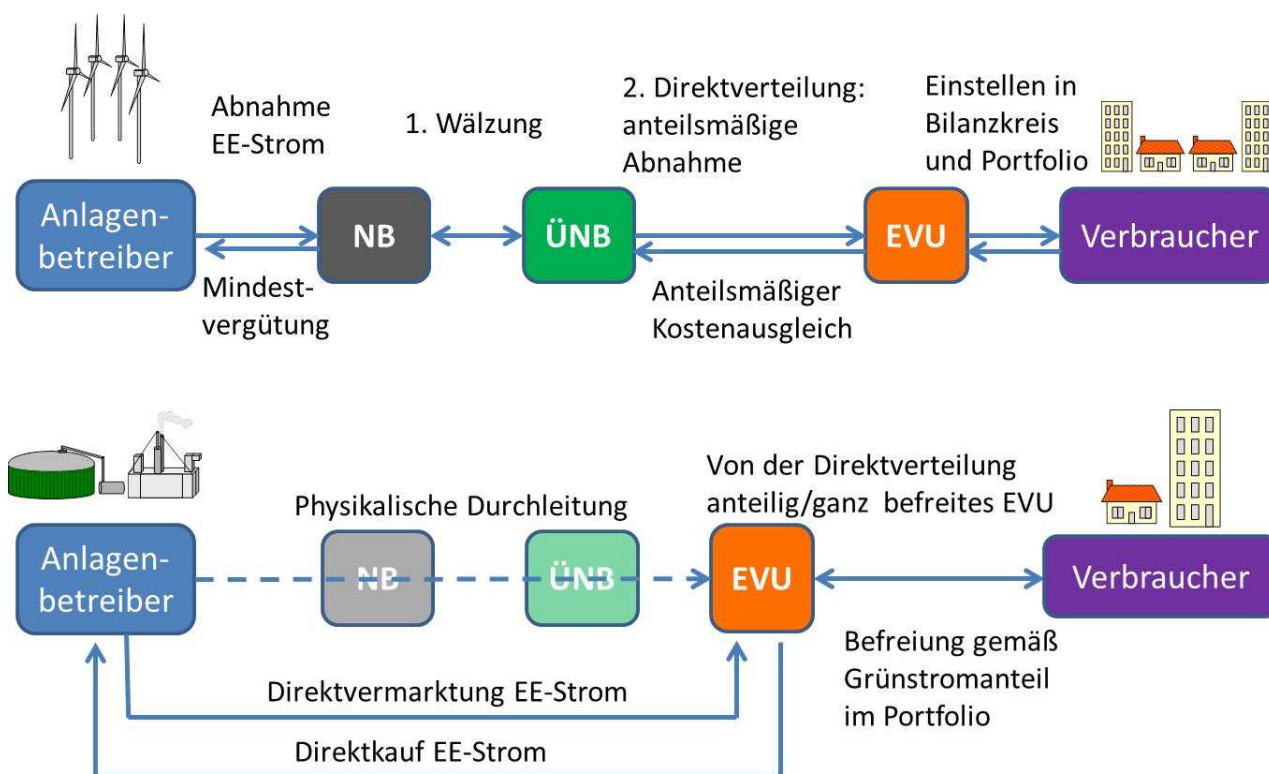 Abnahme
EE-Strom
1. Wälzung
2. Direktverteilung:
anteilsmäßige
Abnahme
Einstellen in
Bilanzkreis
und Portfolio
Anlagen-
betreiber
NB
ÜNB
EVU
Verbraucher
Mindest-
vergütung
Anteilsmäßiger
Kostenausgleich
Physikalische Durchleitung
Von der Direktverteilung
anteilig/ganz befreites EVU
Anlagen-
betreiber
NB
ÜNB
EVU
Verbraucher
Befreiung gemäß
Grünstromanteil
im Portfolio
Direktvermarktung EE-Strom
Direktkauf EE-Strom